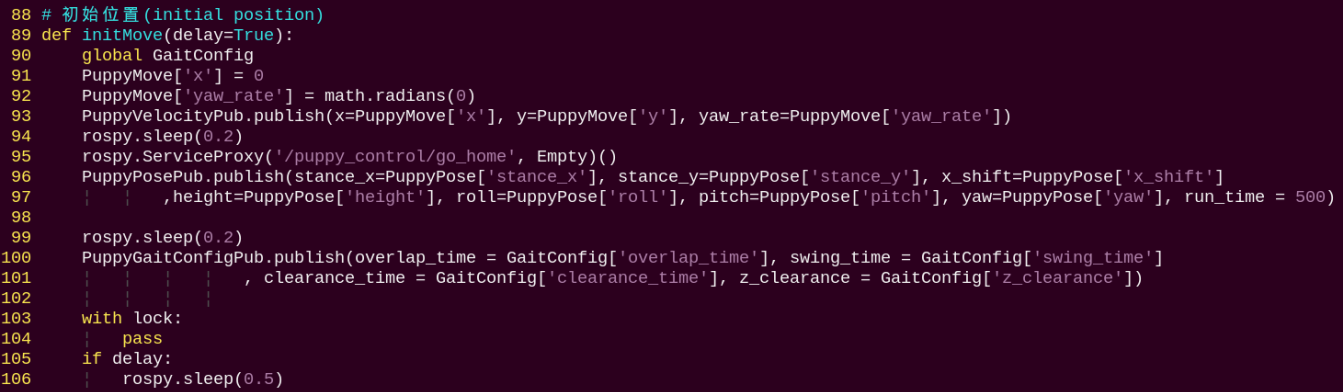 88 # 初始位置(initial position)
89 def initMove(delay=True):
90     global GaitConfig
91     PuppyMove['x'] = 0
92     PuppyMove['yaw_rate'] = math.radians(0)
93     PuppyVelocityPub.publish(x=PuppyMove['x'], y=PuppyMove['y'], yaw_rate=PuppyMove['yaw_rate'])
94     rospy.sleep(0.2)
95     rospy.ServiceProxy('/puppy_control/go_home', Empty)()
96     PuppyPosePub.publish(stance_x=PuppyPose['stance_x'], stance_y=PuppyPose['stance_y'], x_shift=PuppyPose['x_shift']
97     ¦   ¦   ,height=PuppyPose['height'], roll=PuppyPose['roll'], pitch=PuppyPose['pitch'], yaw=PuppyPose['yaw'], run_time = 500)
98
99     rospy.sleep(0.2)
100     PuppyGaitConfigPub.publish(overlap_time = GaitConfig['overlap_time'], swing_time = GaitConfig['swing_time']
101     ¦   ¦   ¦   ¦   , clearance_time = GaitConfig['clearance_time'], z_clearance = GaitConfig['z_clearance'])
102     ¦   ¦   ¦   ¦
103     with lock:
104     ¦   pass
105     if delay:
106     ¦   rospy.sleep(0.5)